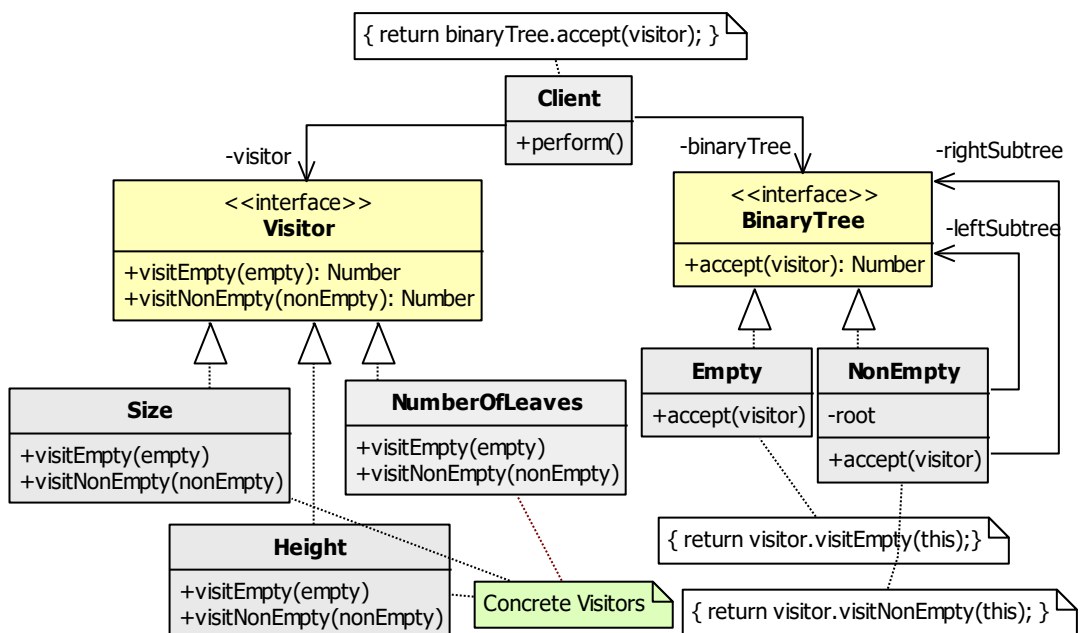 { return binaryTree.accept(visitor); }
Client
+perform()
-visitor
-binaryTree
-rightSubtree
<<interface>>
Visitor
+visitEmpty(empty): Number
+visitNonEmpty(nonEmpty): Number
<<interface>>
BinaryTree
+accept(visitor): Number
-leftSubtree
Size
+visitEmpty(empty)
+visitNonEmpty(nonEmpty)
NumberOfLeaves
+visitEmpty(empty)
+visitNonEmpty(nonEmpty)
Empty
+accept(visitor)
NonEmpty
-root
+accept(visitor)
Height
+visitEmpty(empty)
+visitNonEmpty(nonEmpty)
Concrete Visitors
{ return visitor.visitEmpty(this);}
{ return visitor.visitNonEmpty(this); }